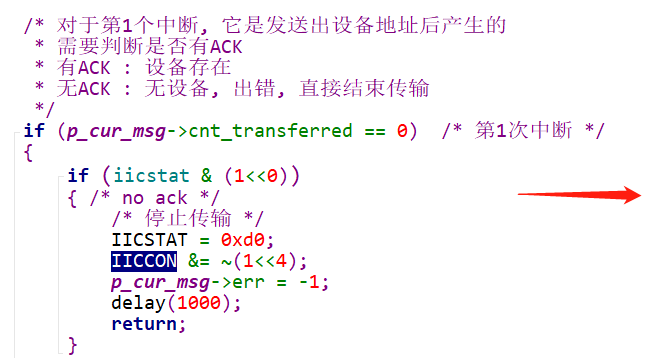 /* 对于第1个中断, 它是发送出设备地址后产生的
 * 需要判断是否有ACK
 * 有ACK : 设备存在
 * 无ACK : 无设备, 出错, 直接结束传输
 */
if (p_cur_msg->cnt_transferred == 0)  /* 第1次中断 */
{
    if (iicstat & (1<<0))
    { /* no ack */
        /* 停止传输 */
        IICSTAT = 0xd0;
        IICCON &= ~(1<<4);
        p_cur_msg->err = -1;
        delay(1000);
        return;
    }